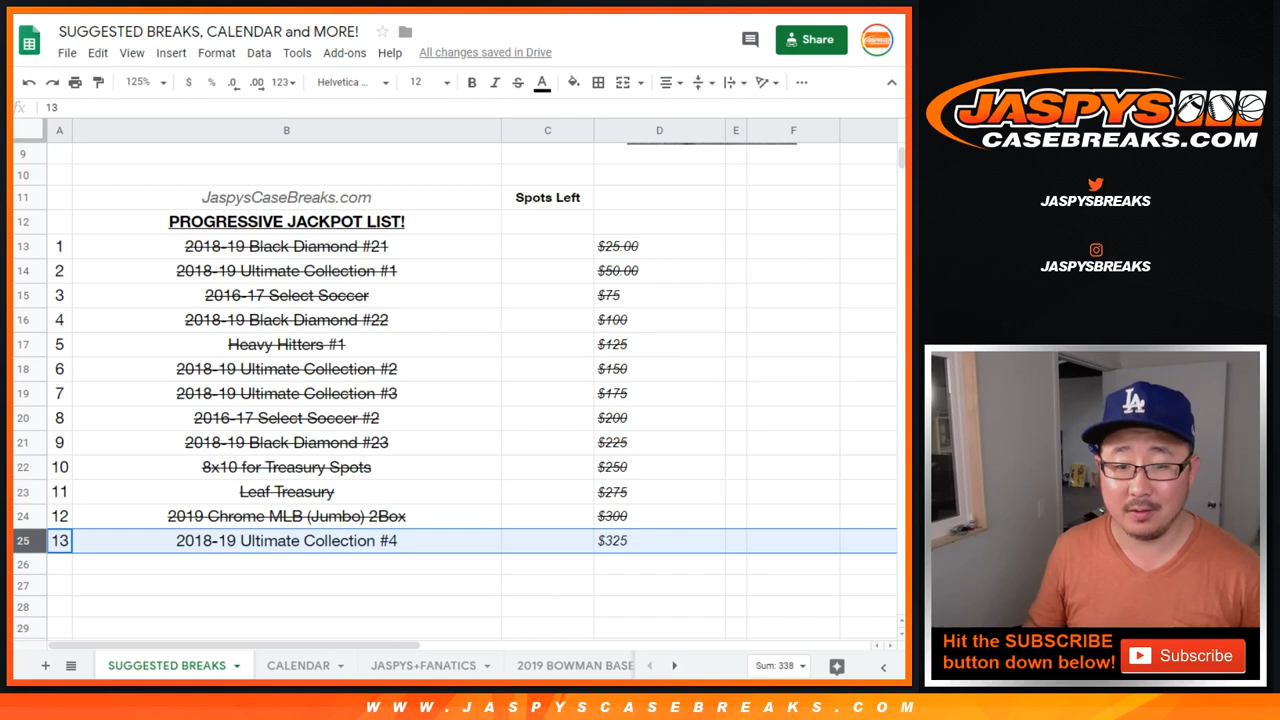 SUGGESTED BREAKS, CALENDAR and MORE!
File Edit View Insert Format Data Tools Add-ons Help All changes saved in Drive
Share
125% $ % .0 .00 123 Helvetica ... 12 B I S A
fx 13
A B C D E F
9
10
11 JaspysCaseBreaks.com Spots Left
12 PROGRESSIVE JACKPOT LIST!
13 1 2018-19 Black Diamond #21 $25.00
14 2 2018-19 Ultimate Collection #1 $50.00
15 3 2016-17 Select Soccer $75
16 4 2018-19 Black Diamond #22 $100
17 5 Heavy Hitters #1 $125
18 6 2018-19 Ultimate Collection #2 $150
19 7 2018-19 Ultimate Collection #3 $175
20 8 2016-17 Select Soccer #2 $200
21 9 2018-19 Black Diamond #23 $225
22 10 8x10 for Treasury Spots $250
23 11 Leaf Treasury $275
24 12 2019 Chrome MLB (Jumbo) 2Box $300
25 13 2018-19 Ultimate Collection #4 $325
26
27
28
29
SUGGESTED BREAKS CALENDAR JASPYS+FANATICS 2019 BOWMAN BASE Sum: 338
JASPYS
CASEBREAKS.COM
JASPYSBREAKS
JASPYSBREAKS
LA
Hit the SUBSCRIBE
button down below!
Subscribe
WWW.JASPYSCASEBREAKS.COM